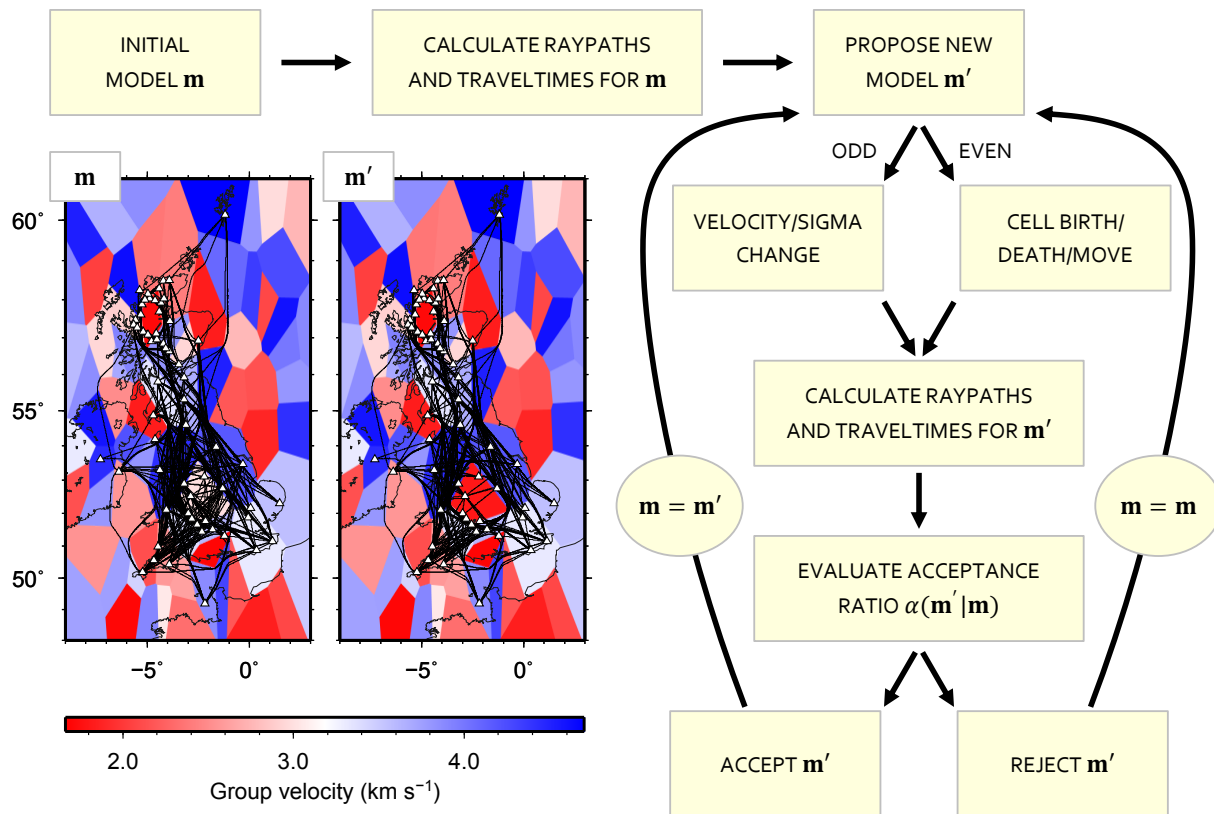 INITIAL
MODEL m
CALCULATE RAYPATHS
AND TRAVELTIMES FOR m
PROPOSE NEW
MODEL m′
ODD
EVEN
VELOCITY/SIGMA
CHANGE
CELL BIRTH/
DEATH/MOVE
CALCULATE RAYPATHS
AND TRAVELTIMES FOR m′
m = m′
m = m
EVALUATE ACCEPTANCE
RATIO α(m′|m)
ACCEPT m′
REJECT m′
m
m′
60°
55°
50°
−5°
0°
−5°
0°
2.0
3.0
4.0
Group velocity (km s⁻¹)